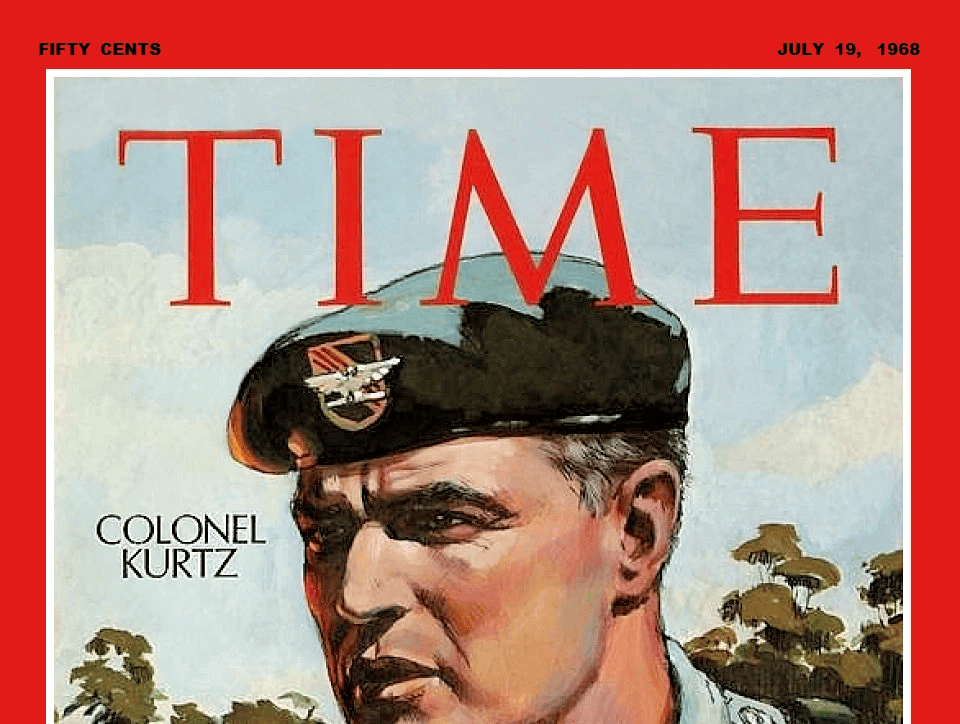 FIFTY CENTS
JULY 19, 1968
TIME
COLONEL
KURTZ